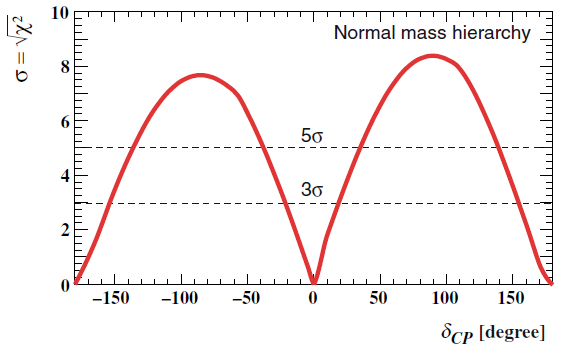 σ = √χ²
10
Normal mass hierarchy
8
6
5σ
4
3σ
2
0
−150 −100 −50 0 50 100 150
δCP [degree]